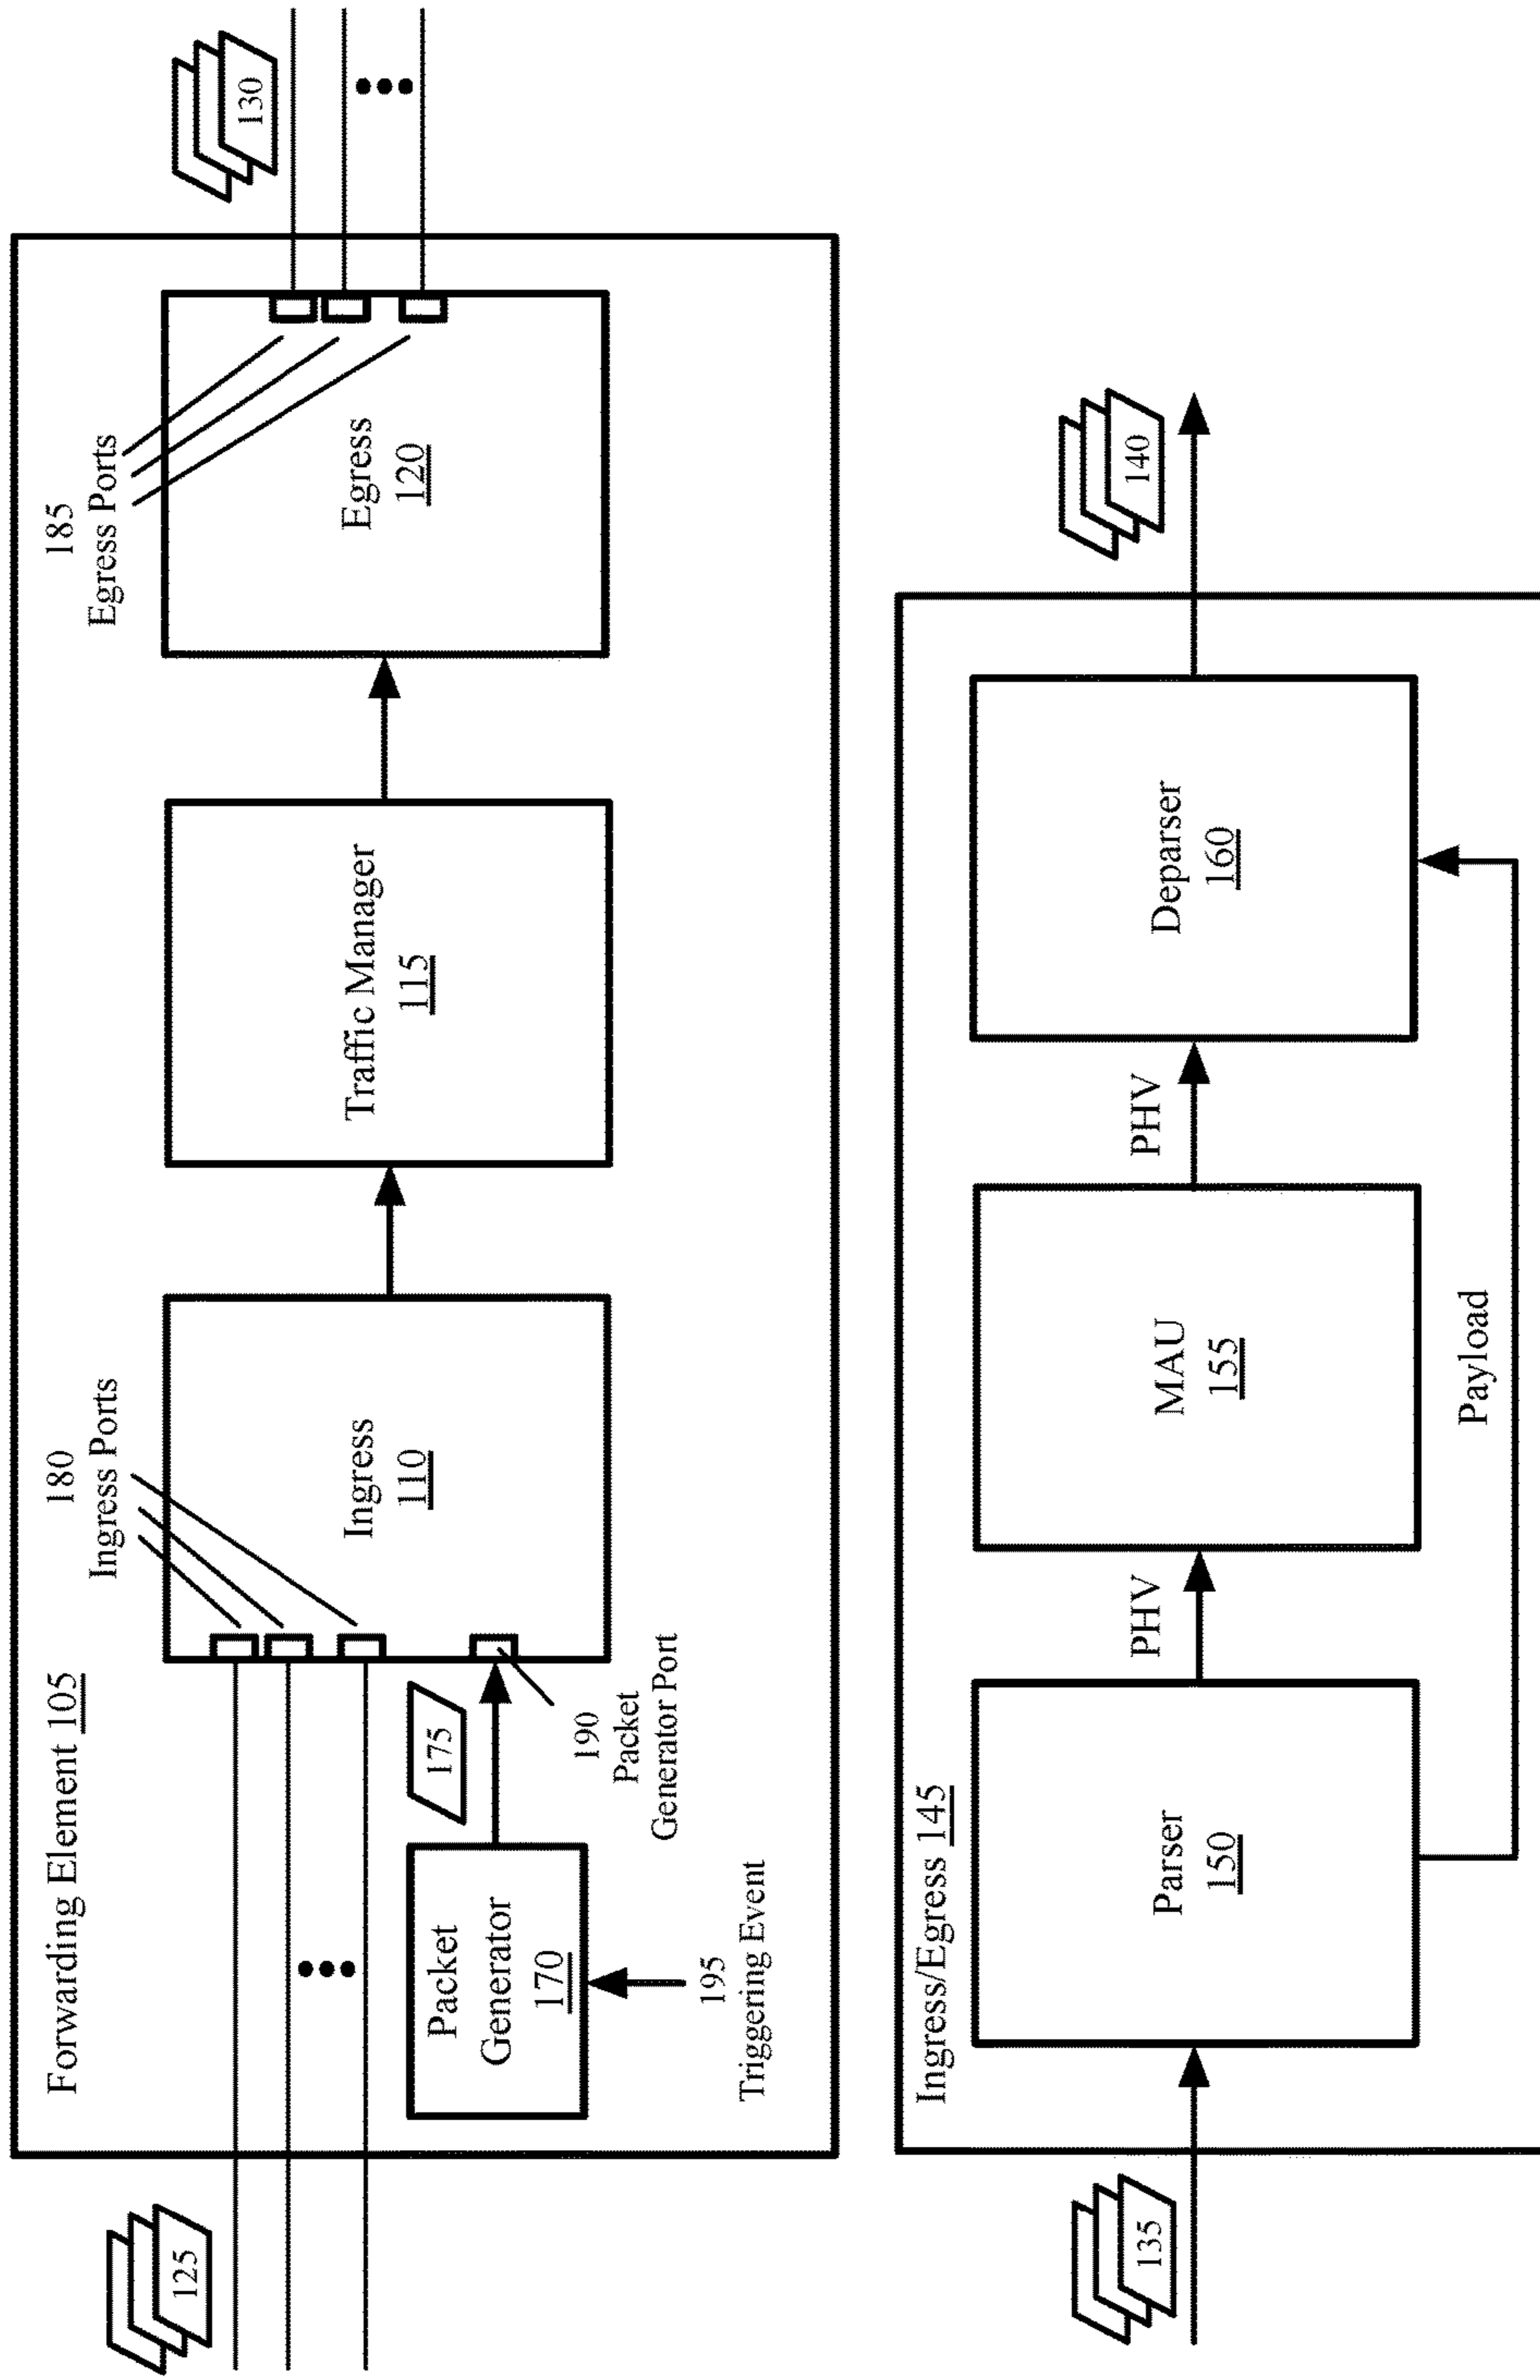 Forwarding Element 105
180
Ingress Ports
185
Egress Ports
125
130
Ingress
110
Traffic Manager
115
Egress
120
175
Packet
Generator
170
190
Packet
Generator Port
195
Triggering Event
Ingress/Egress 145
135
140
Parser
150
PHV
MAU
155
PHV
Deparser
160
Payload